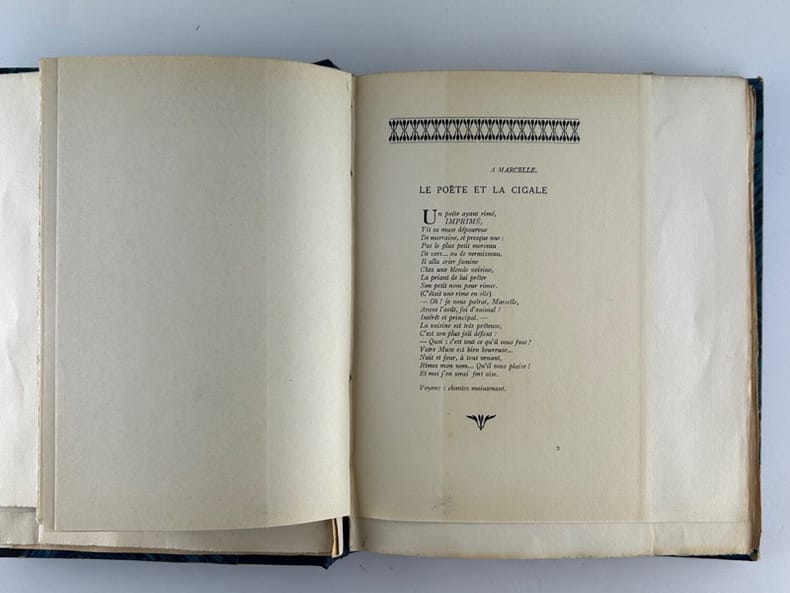 A MARCELLE.
LE POÈTE ET LA CIGALE
Un poète ayant rimé,
IMPRIMÉ,
Vit sa muse dépourvue
De marraine, et presque nue :
Pas le plus petit morceau
De vers... ou de vermisseau.
Il alla crier famine
Chez une blonde voisine,
La priant de lui prêter
Son petit nom pour rimer.
(C'était une rime en elle)
— Oh ! je vous paîrai, Marcelle,
Avant l'août, foi d'animal !
Intérêt et principal. —
La voisine est très prêteuse,
C'est son plus joli défaut :
— Quoi : c'est tout ce qu'il vous faut ?
Votre Muse est bien heureuse...
Nuit et jour, à tout venant,
Rimez mon nom... Qu'il vous plaise !
Et moi j'en serai fort aise.
Voyons : chantez maintenant.